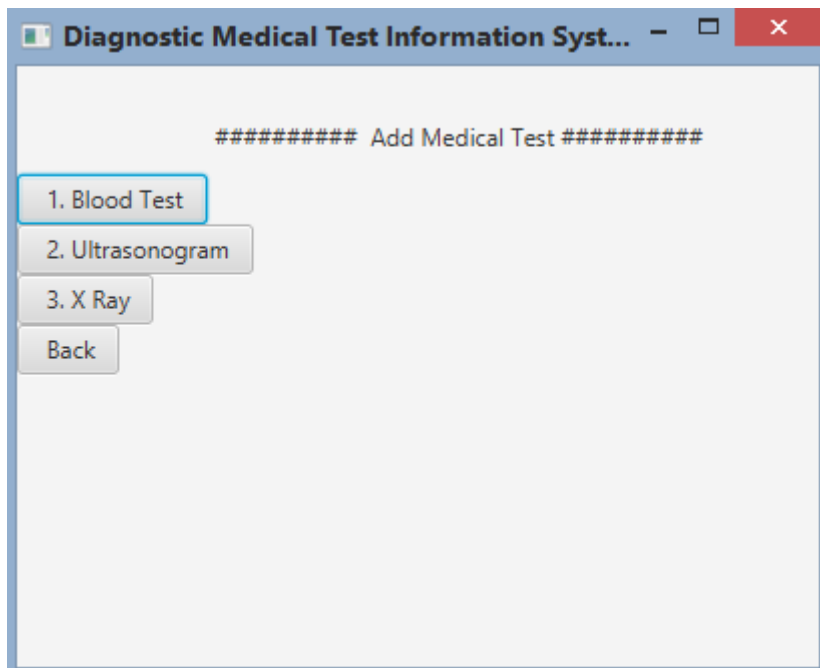 Diagnostic Medical Test Information Syst...
########## Add Medical Test ##########
1. Blood Test
2. Ultrasonogram
3. X Ray
Back